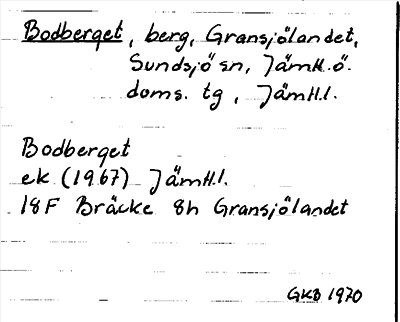 Bodberget, berg, Gransjölandet,
Sundsjö sn, Jämtl. ö.
doms. tg, Jämtl.l.
Bodberget
ek (1967) Jämtl.l.
18F Bräcke 8h Gransjölandet
GKB 1970